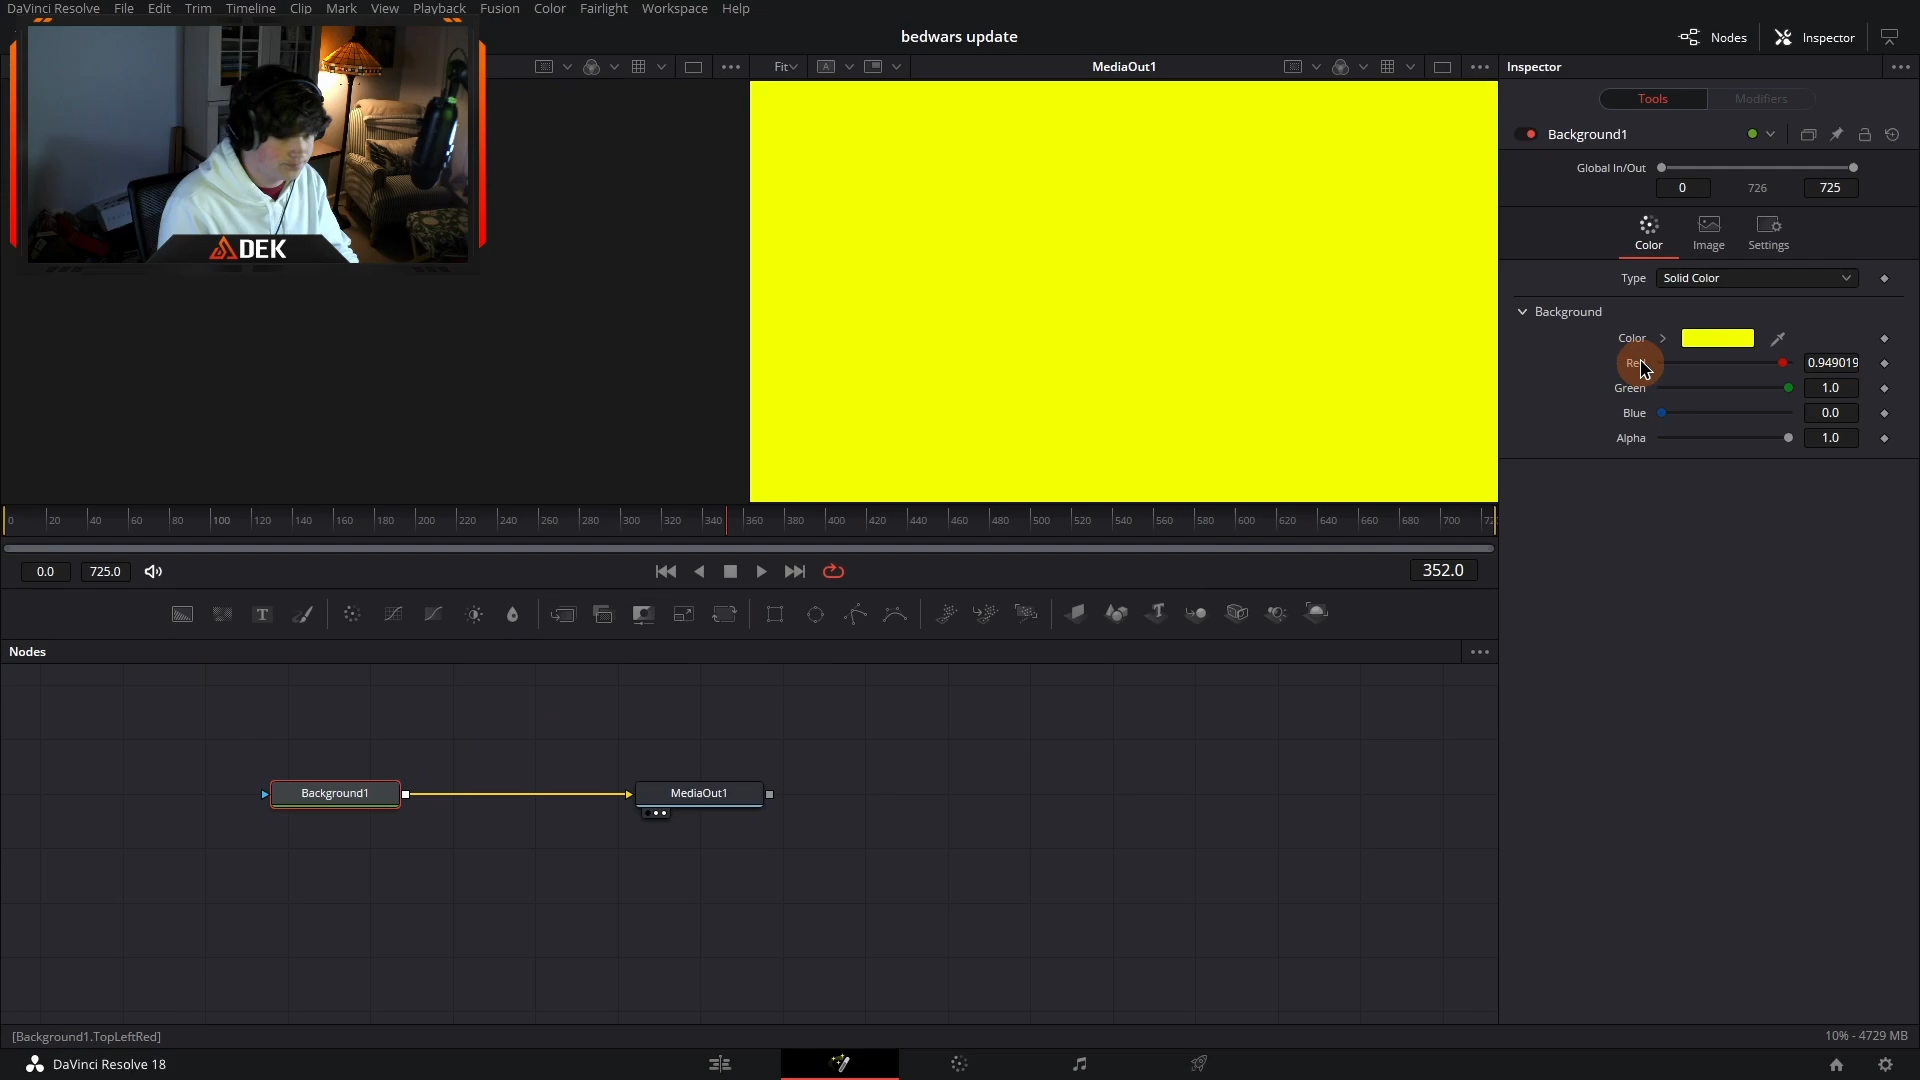 DaVinci Resolve File Edit Trim Timeline Clip Mark View Playback Fusion Color Fairlight Workspace Help
bedwars update
Nodes
Inspector
DEK
Fit
A
MediaOut1
Inspector
Tools
Modifiers
Background1
Global In/Out
0 726 725
Color Image Settings
Type Solid Color
Background
Color
Red 0.949019
Green 1.0
Blue 0.0
Alpha 1.0
0 20 40 60 80 100 120 140 160 180 200 220 240 260 280 300 320 340 360 380 400 420 440 460 480 500 520 540 560 580 600 620 640 660 680 700
0.0 725.0 352.0
T
Nodes
Background1 MediaOut1
[Background1.TopLeftRed]
10% - 4729 MB
DaVinci Resolve 18